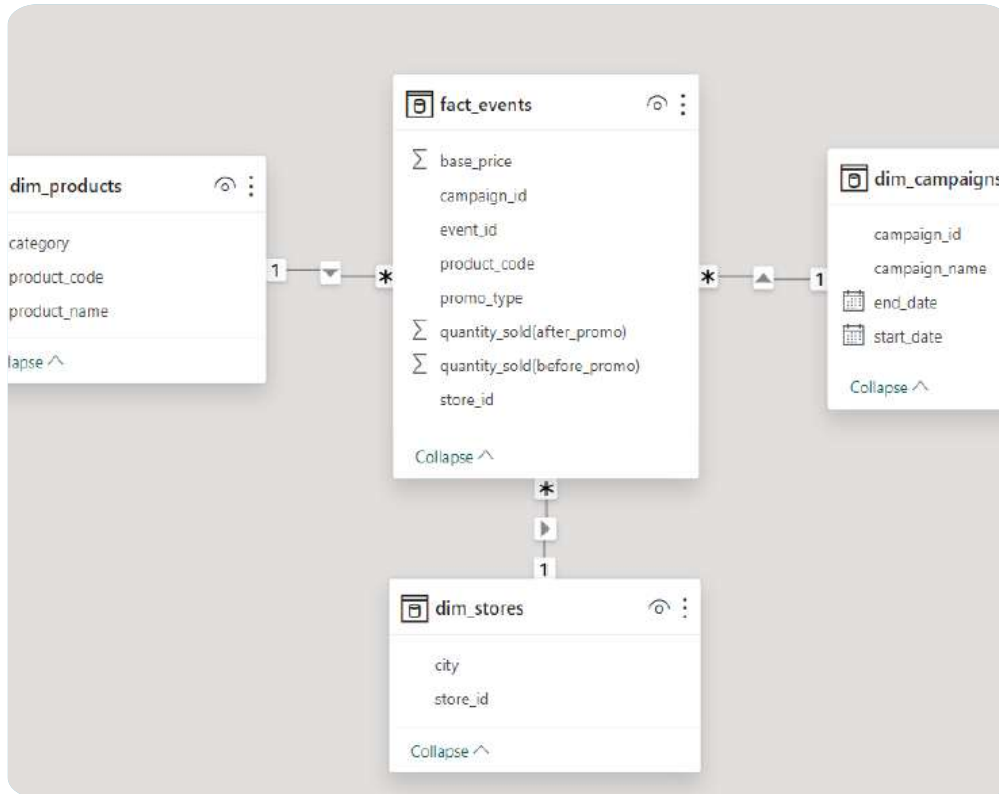 fact_events
base_price
campaign_id
event_id
product_code
promo_type
quantity_sold(after_promo)
quantity_sold(before_promo)
store_id
Collapse
dim_products
category
product_code
product_name
lapse
1
*
*
1
dim_campaigns
campaign_id
campaign_name
end_date
start_date
Collapse
*
1
dim_stores
city
store_id
Collapse